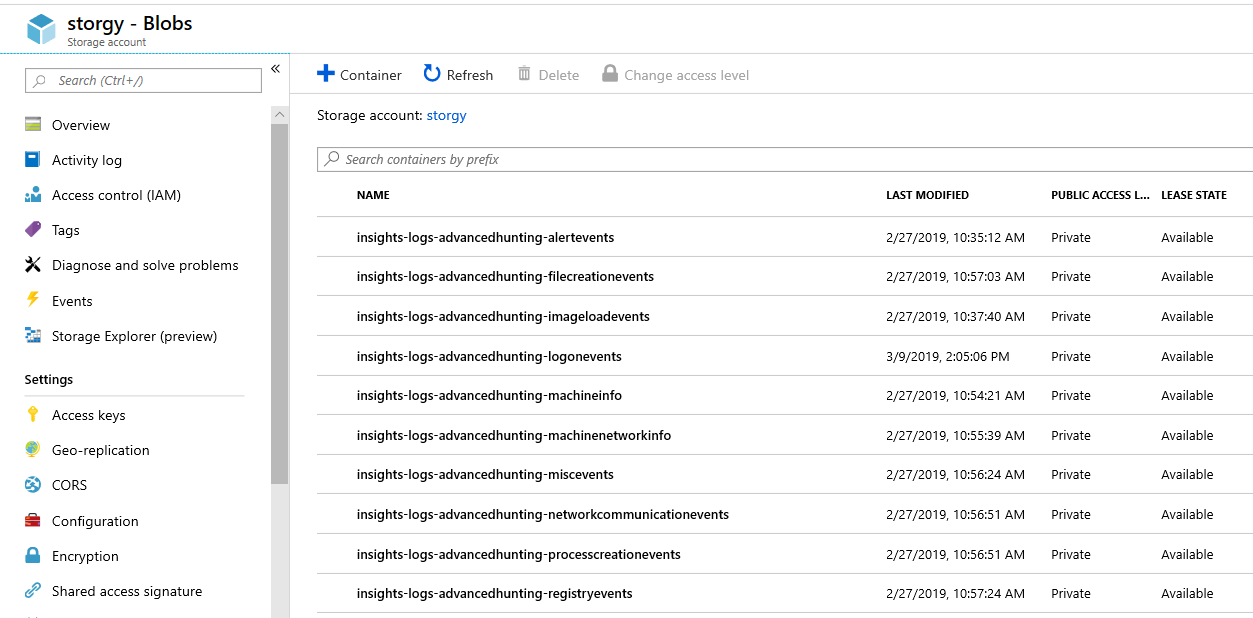 storgy - Blobs
Storage account
Search (Ctrl+/)
«
Overview
Activity log
Access control (IAM)
Tags
Diagnose and solve problems
Events
Storage Explorer (preview)
Settings
Access keys
Geo-replication
CORS
Configuration
Encryption
Shared access signature
Container Refresh Delete Change access level
Storage account: storgy
Search containers by prefix
NAME LAST MODIFIED PUBLIC ACCESS L... LEASE STATE
insights-logs-advancedhunting-alertevents 2/27/2019, 10:35:12 AM Private Available
insights-logs-advancedhunting-filecreationevents 2/27/2019, 10:57:03 AM Private Available
insights-logs-advancedhunting-imageloadevents 2/27/2019, 10:37:40 AM Private Available
insights-logs-advancedhunting-logonevents 3/9/2019, 2:05:06 PM Private Available
insights-logs-advancedhunting-machineinfo 2/27/2019, 10:54:21 AM Private Available
insights-logs-advancedhunting-machinenetworkinfo 2/27/2019, 10:55:39 AM Private Available
insights-logs-advancedhunting-miscevents 2/27/2019, 10:56:24 AM Private Available
insights-logs-advancedhunting-networkcommunicationevents 2/27/2019, 10:56:51 AM Private Available
insights-logs-advancedhunting-processcreationevents 2/27/2019, 10:56:51 AM Private Available
insights-logs-advancedhunting-registryevents 2/27/2019, 10:57:24 AM Private Available